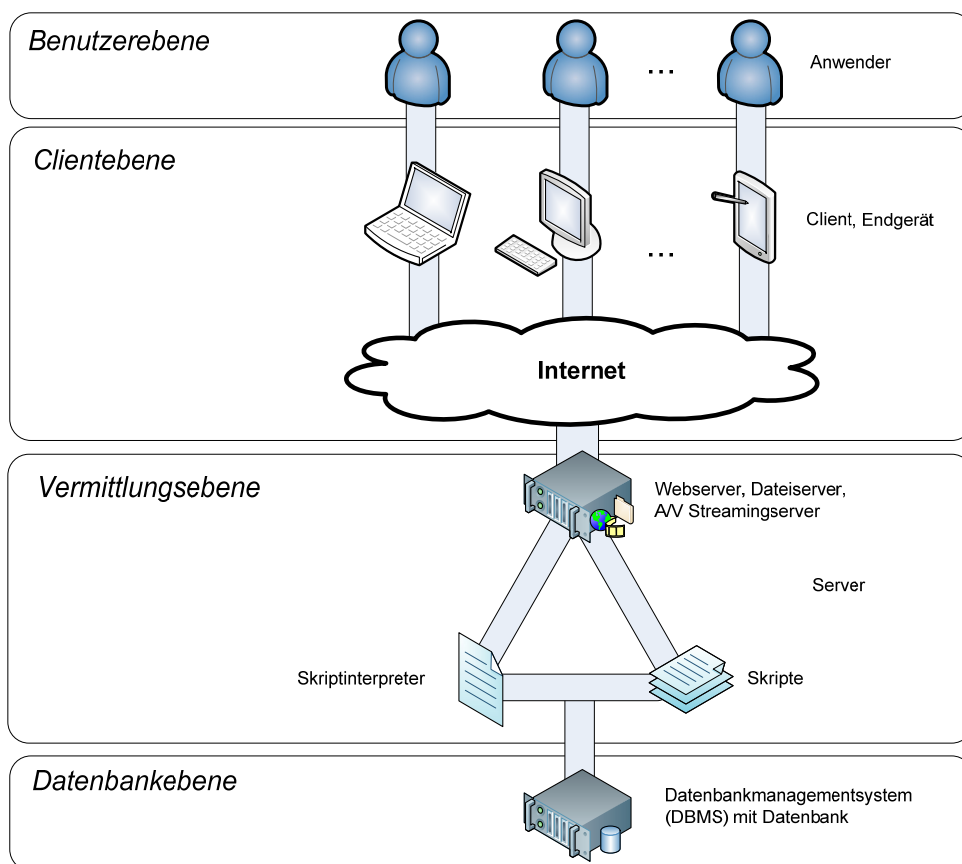 Benutzerebene
...
Anwender
Clientebene
Client, Endgerät
...
Internet
Vermittlungsebene
Webserver, Dateiserver,
A/V Streamingserver
Server
Skriptinterpreter
Skripte
Datenbankebene
Datenbankmanagementsystem
(DBMS) mit Datenbank